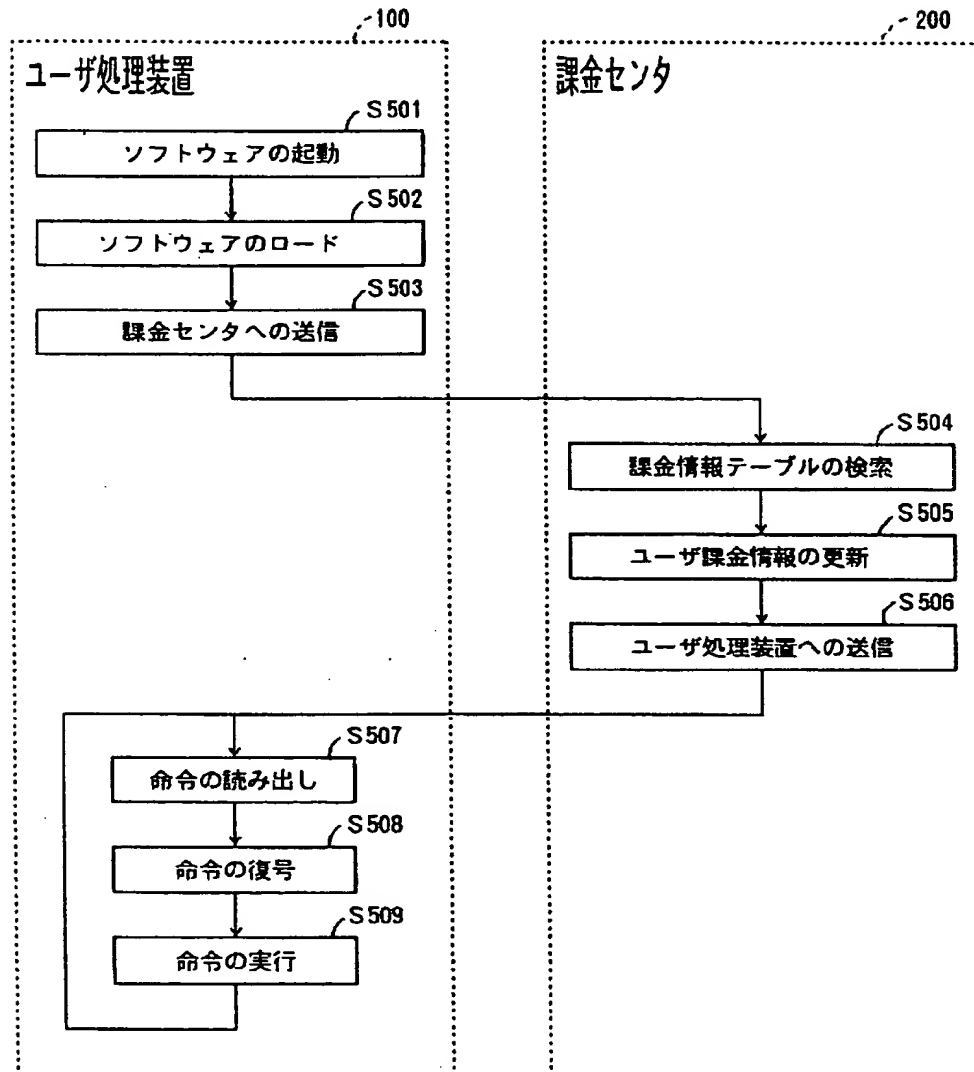 100
200
ユーザ処理装置
課金センタ
S501
ソフトウェアの起動
S502
ソフトウェアのロード
S503
課金センタへの送信
S504
課金情報テーブルの検索
S505
ユーザ課金情報の更新
S506
ユーザ処理装置への送信
S507
命令の読み出し
S508
命令の復号
S509
命令の実行